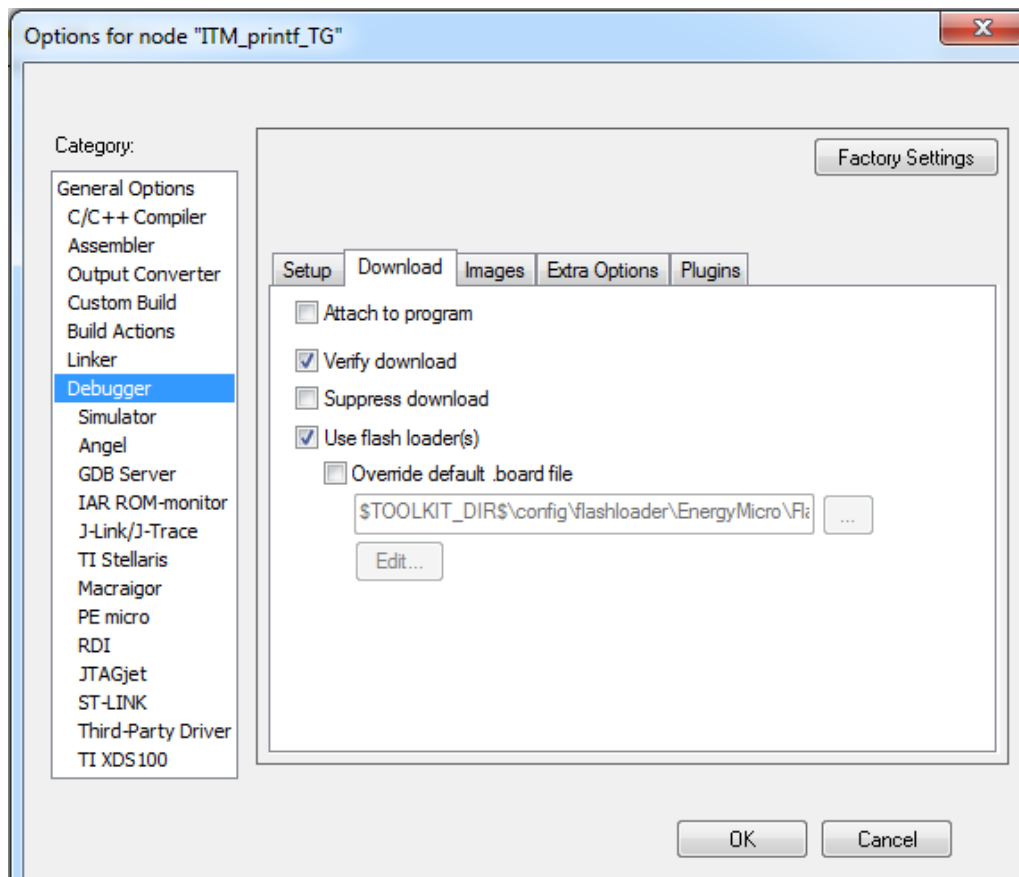 Options for node "ITM_printf_TG"
Category:
General Options
C/C++ Compiler
Assembler
Output Converter
Custom Build
Build Actions
Linker
Debugger
Simulator
Angel
GDB Server
IAR ROM-monitor
J-Link/J-Trace
TI Stellaris
Macraigor
PE micro
RDI
JTAGjet
ST-LINK
Third-Party Driver
TI XDS100
Factory Settings
Setup Download Images Extra Options Plugins
Attach to program
Verify download
Suppress download
Use flash loader(s)
Override default .board file
$TOOLKIT_DIR$\config\flashloader\EnergyMicro\Fla
...
Edit...
OK Cancel